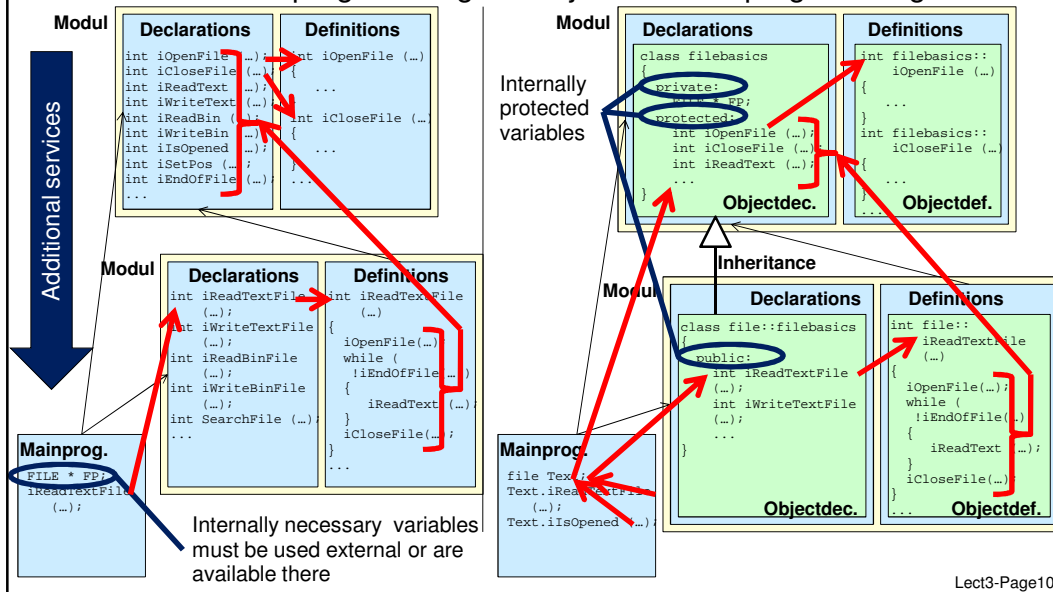 Modul
Declarations
int iOpenFile (…);
int iCloseFile (…);
int iReadText (…);
int iWriteText(…);
int iReadBin (…);
int iWriteBin (…);
int iIsOpened (…);
int iSetPos (…);
int iEndOfFile(…);
...
Definitions
int iOpenFile (…)
{
...
}
int iCloseFile (…)
{
...
}
...
Additional services
Modul
Declarations
int iReadTextFile
(…);
int iWriteTextFile
(…);
int iReadBinFile
(…);
int iWriteBinFile
(…);
int SearchFile (…);
...
Definitions
int iReadTextFile
(…)
{
iOpenFile(…);
while (
!iEndOfFile(…)
{
iReadText (…);
}
iCloseFile(…);
}
...
Mainprog.
FILE * FP;
iReadTextFile
(…);
Internally necessary variables
must be used external or are
available there
Internally
protected
variables
Modul
Declarations
class filebasics
{
private:
FILE * FP;
protected:
int iOpenFile (…);
int iCloseFile (…);
int iReadText (…);
...
}
Objectdec.
Definitions
int filebasics::
iOpenFile (…)
{
...
}
int filebasics::
iCloseFile (…)
{
...
}
...
Objectdef.
Inheritance
Modul
Declarations
class file::filebasics
{
public:
int iReadTextFile
(…);
int iWriteTextFile
(…);
...
}
Objectdec.
Definitions
int file::
iReadTextFile
(…)
{
iOpenFile(…);
while (
!iEndOfFile(…)
{
iReadText (…);
}
iCloseFile(…);
}
...
Objectdef.
Mainprog.
file Text;
Text.iReadTextFile
(…);
Text.iIsOpened (…);
Lect3-Page10